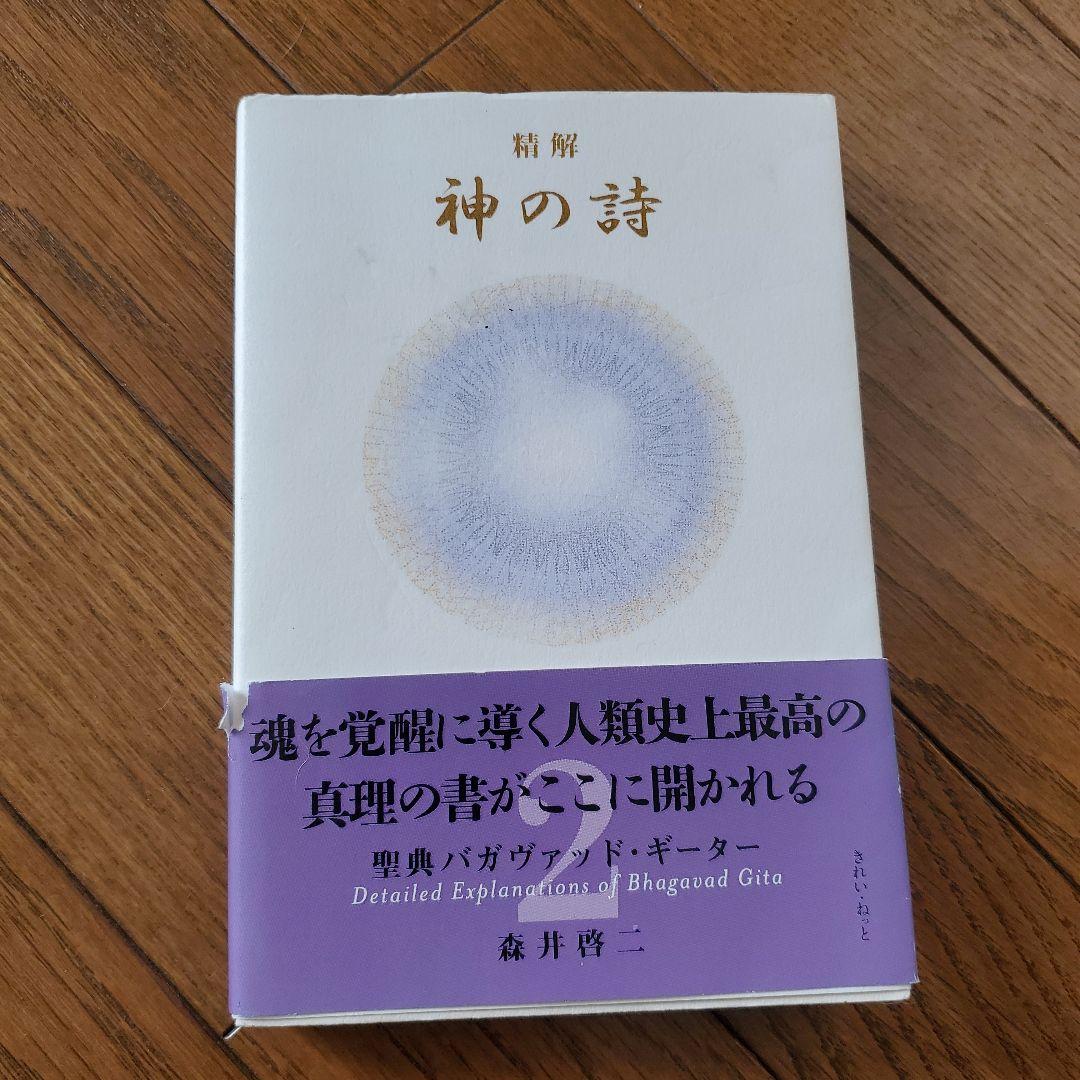 精解
神の詩
魂を覚醒に導く人類史上最高の
真理の書がここに開かれる
2
聖典バガヴァッド・ギーター
Detailed Explanations of Bhagavad Gita
森井啓二
きれい・ねっと